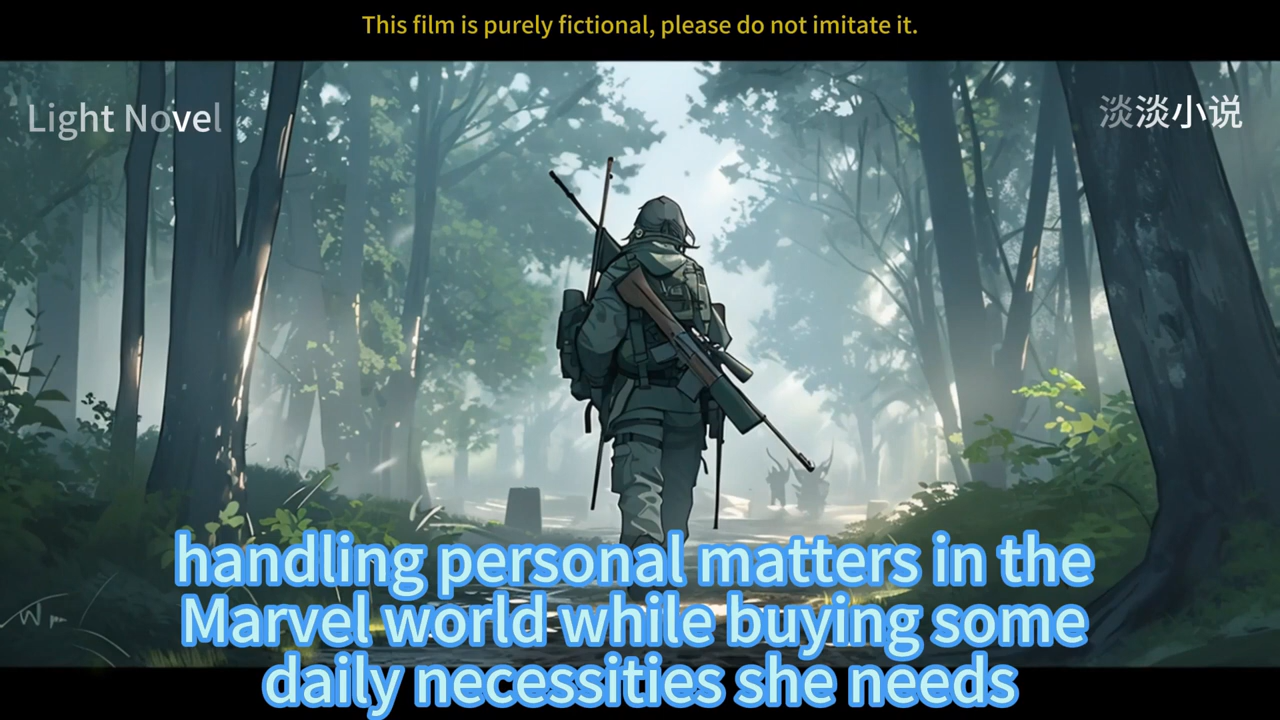 This film is purely fictional, please do not imitate it.
Light Novel
淡淡小说
handling personal matters in the
Marvel world while buying some
daily necessities she needs